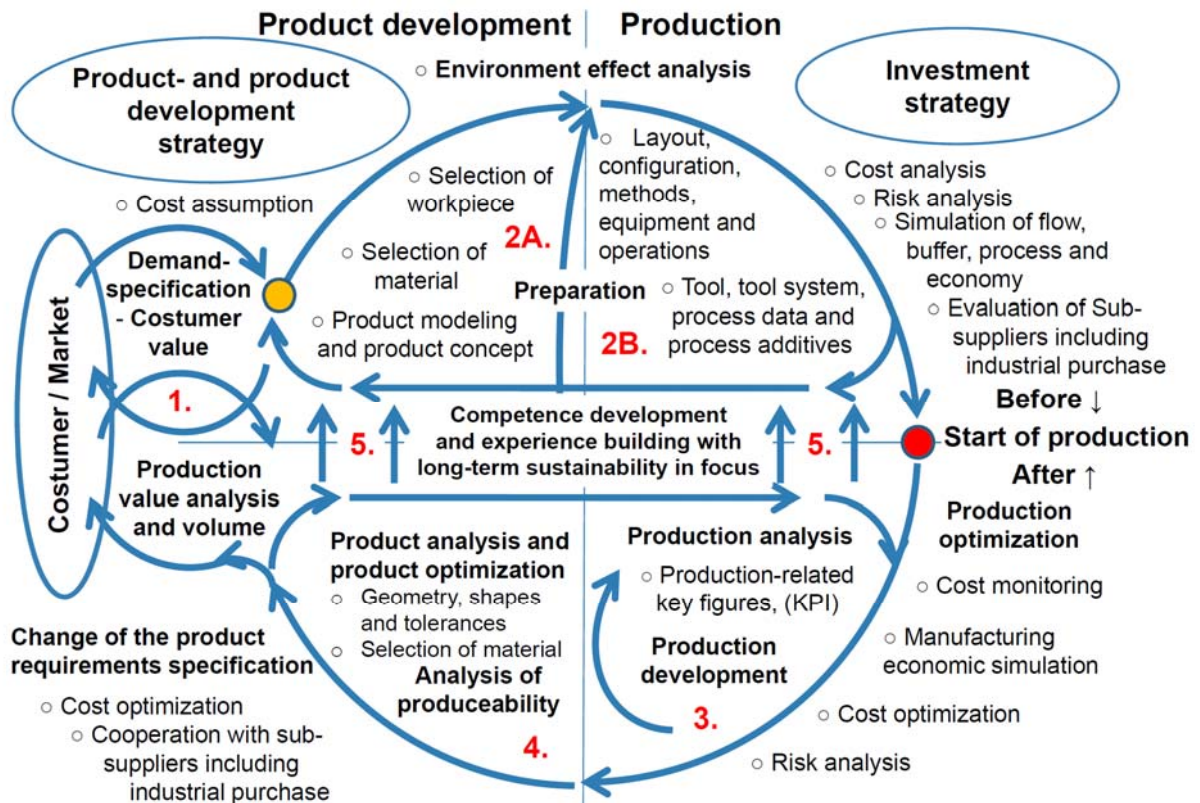 Product development
Production
Product- and product
development
strategy
○ Environment effect analysis
Investment
strategy
○ Cost assumption
○ Selection of
workpiece
2A.
○ Layout,
configuration,
methods,
equipment and
operations
○ Cost analysis
○ Risk analysis
○ Simulation of flow,
buffer, process and
economy
○ Evaluation of Sub-
suppliers including
industrial purchase
Demand-
specification
- Costumer
value
○ Selection of
material
Preparation
○ Product modeling
and product concept
2B.
○ Tool, tool system,
process data and
process additives
Costumer / Market
1.
5.
Competence development
and experience building with
long-term sustainability in focus
5.
Before ↓
Start of production
After ↑
Production
value analysis
and volume
Production
optimization
Product analysis and
product optimization
○ Geometry, shapes
and tolerances
○ Selection of material
Analysis of
produceability
Production analysis
○ Production-related
key figures, (KPI)
Production
development
3.
4.
○ Cost monitoring
○ Manufacturing
economic simulation
○ Cost optimization
○ Risk analysis
Change of the product
requirements specification
○ Cost optimization
○ Cooperation with sub-
suppliers including
industrial purchase